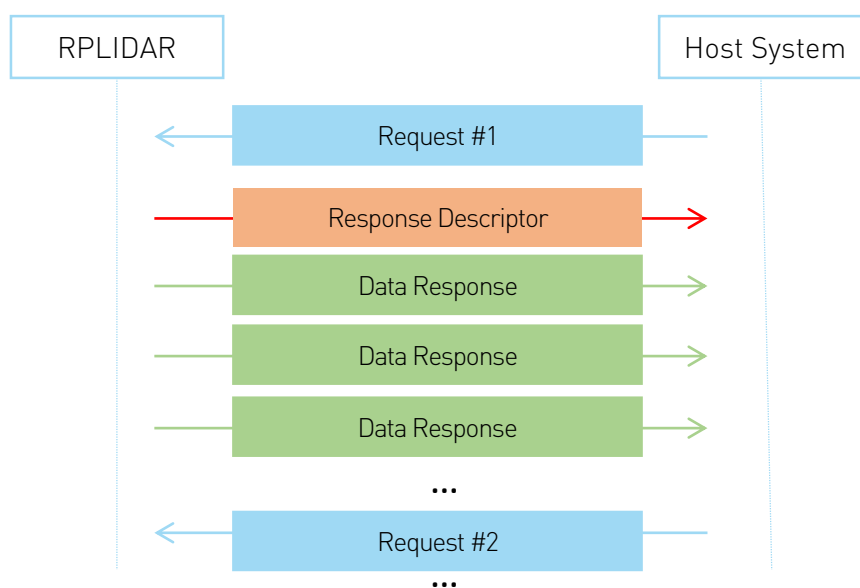 RPLIDAR
Host System
Request #1
Response Descriptor
Data Response
Data Response
Data Response
...
Request #2
...